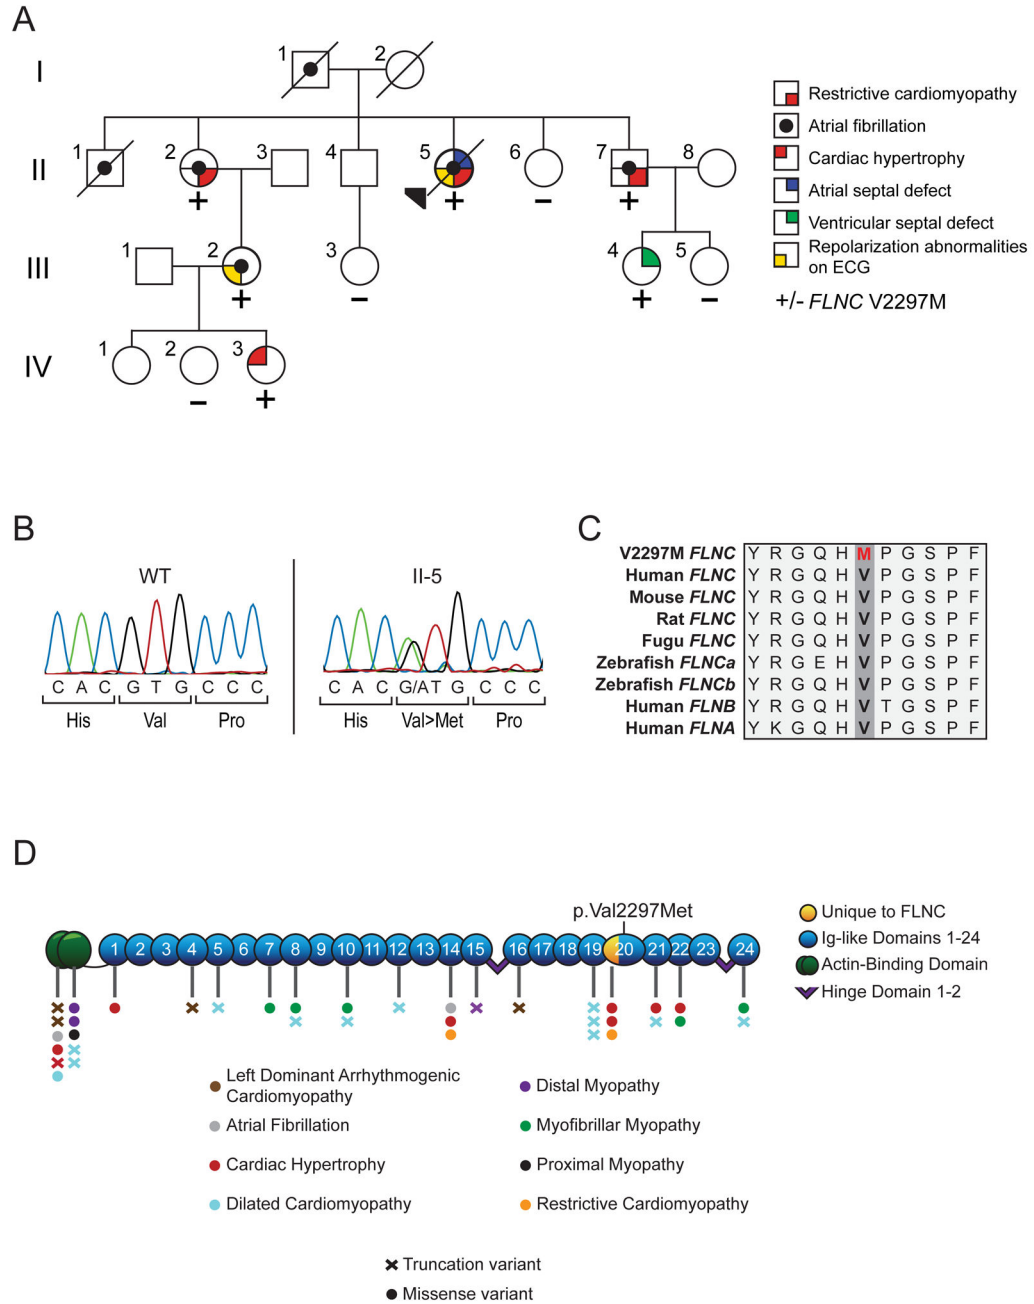 A
I
1
2
II
1
2
3
4
5
6
7
8
+
+
−
+
III
1
2
3
4
5
+
−
+
−
IV
1
2
3
−
+
Restrictive cardiomyopathy
Atrial fibrillation
Cardiac hypertrophy
Atrial septal defect
Ventricular septal defect
Repolarization abnormalities
on ECG
+/- FLNC V2297M
B
WT
C A C G T G C C C
His Val Pro
II-5
C A C G/A T G C C C
His Val>Met Pro
C
V2297M FLNC Y R G Q H M P G S P F
Human FLNC Y R G Q H V P G S P F
Mouse FLNC Y R G Q H V P G S P F
Rat FLNC Y R G Q H V P G S P F
Fugu FLNC Y R G Q H V P G S P F
Zebrafish FLNCa Y R G E H V P G S P F
Zebrafish FLNCb Y R G Q H V P G S P F
Human FLNB Y R G Q H V T G S P F
Human FLNA Y K G Q H V P G S P F
D
p.Val2297Met
1 2 3 4 5 6 7 8 9 10 11 12 13 14 15 16 17 18 19 20 21 22 23 24
Unique to FLNC
Ig-like Domains 1-24
Actin-Binding Domain
Hinge Domain 1-2
Left Dominant Arrhythmogenic
Cardiomyopathy
Atrial Fibrillation
Cardiac Hypertrophy
Dilated Cardiomyopathy
Distal Myopathy
Myofibrillar Myopathy
Proximal Myopathy
Restrictive Cardiomyopathy
Truncation variant
Missense variant